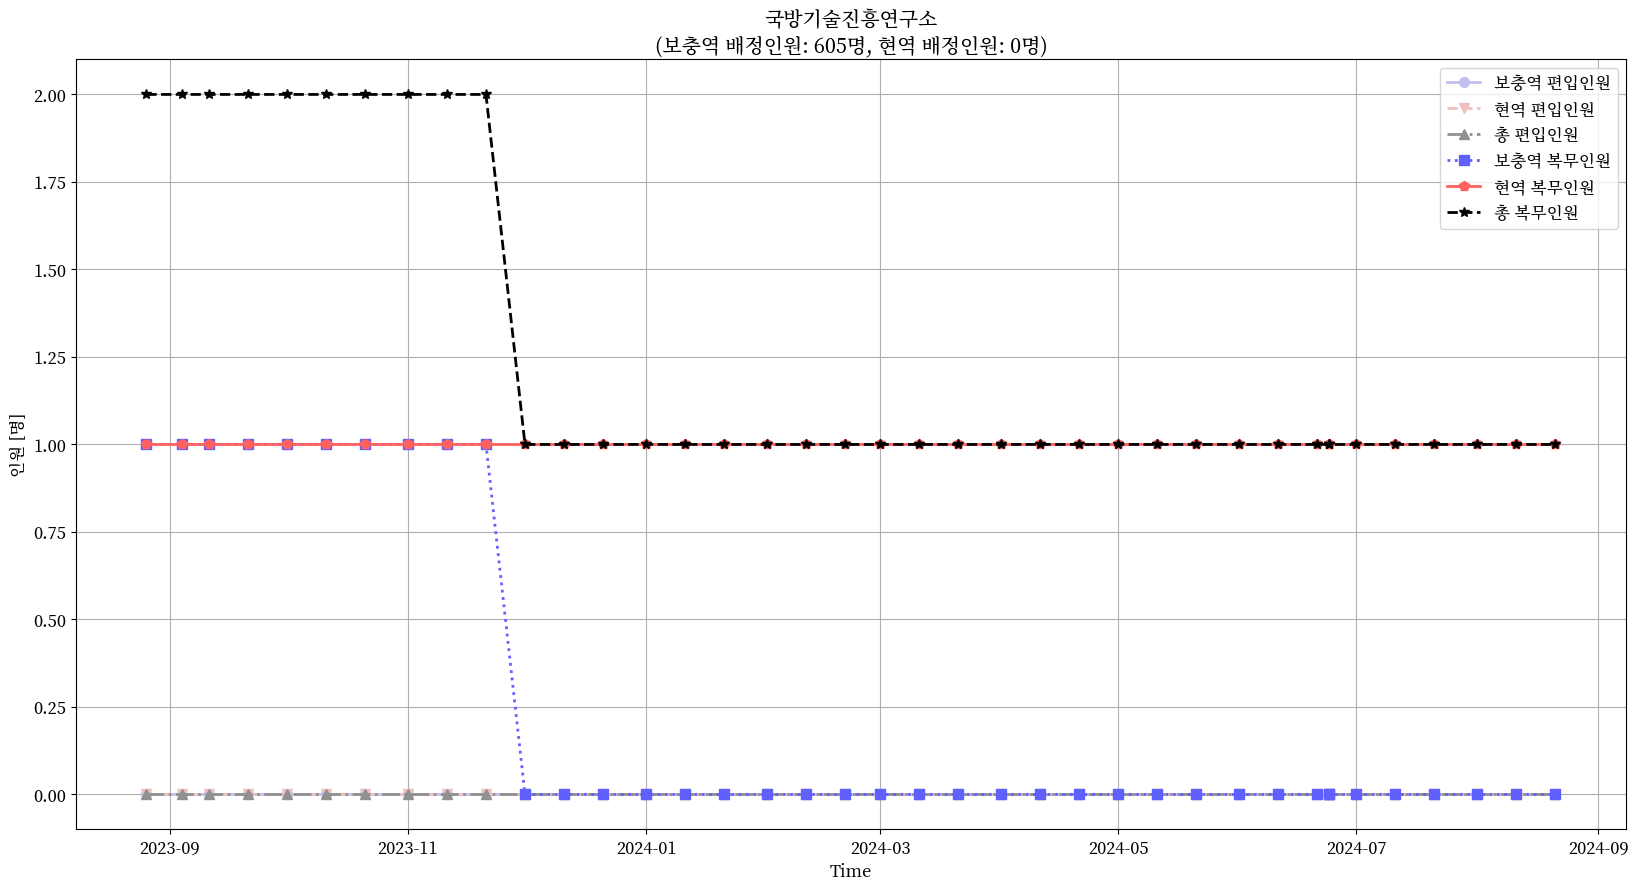 국방기술진흥연구소
(보충역 배정인원: 605명, 현역 배정인원: 0명)
보충역 편입인원
현역 편입인원
총 편입인원
보충역 복무인원
현역 복무인원
총 복무인원
인원 [명]
2.00
1.75
1.50
1.25
1.00
0.75
0.50
0.25
0.00
2023-09
2023-11
2024-01
2024-03
2024-05
2024-07
2024-09
Time